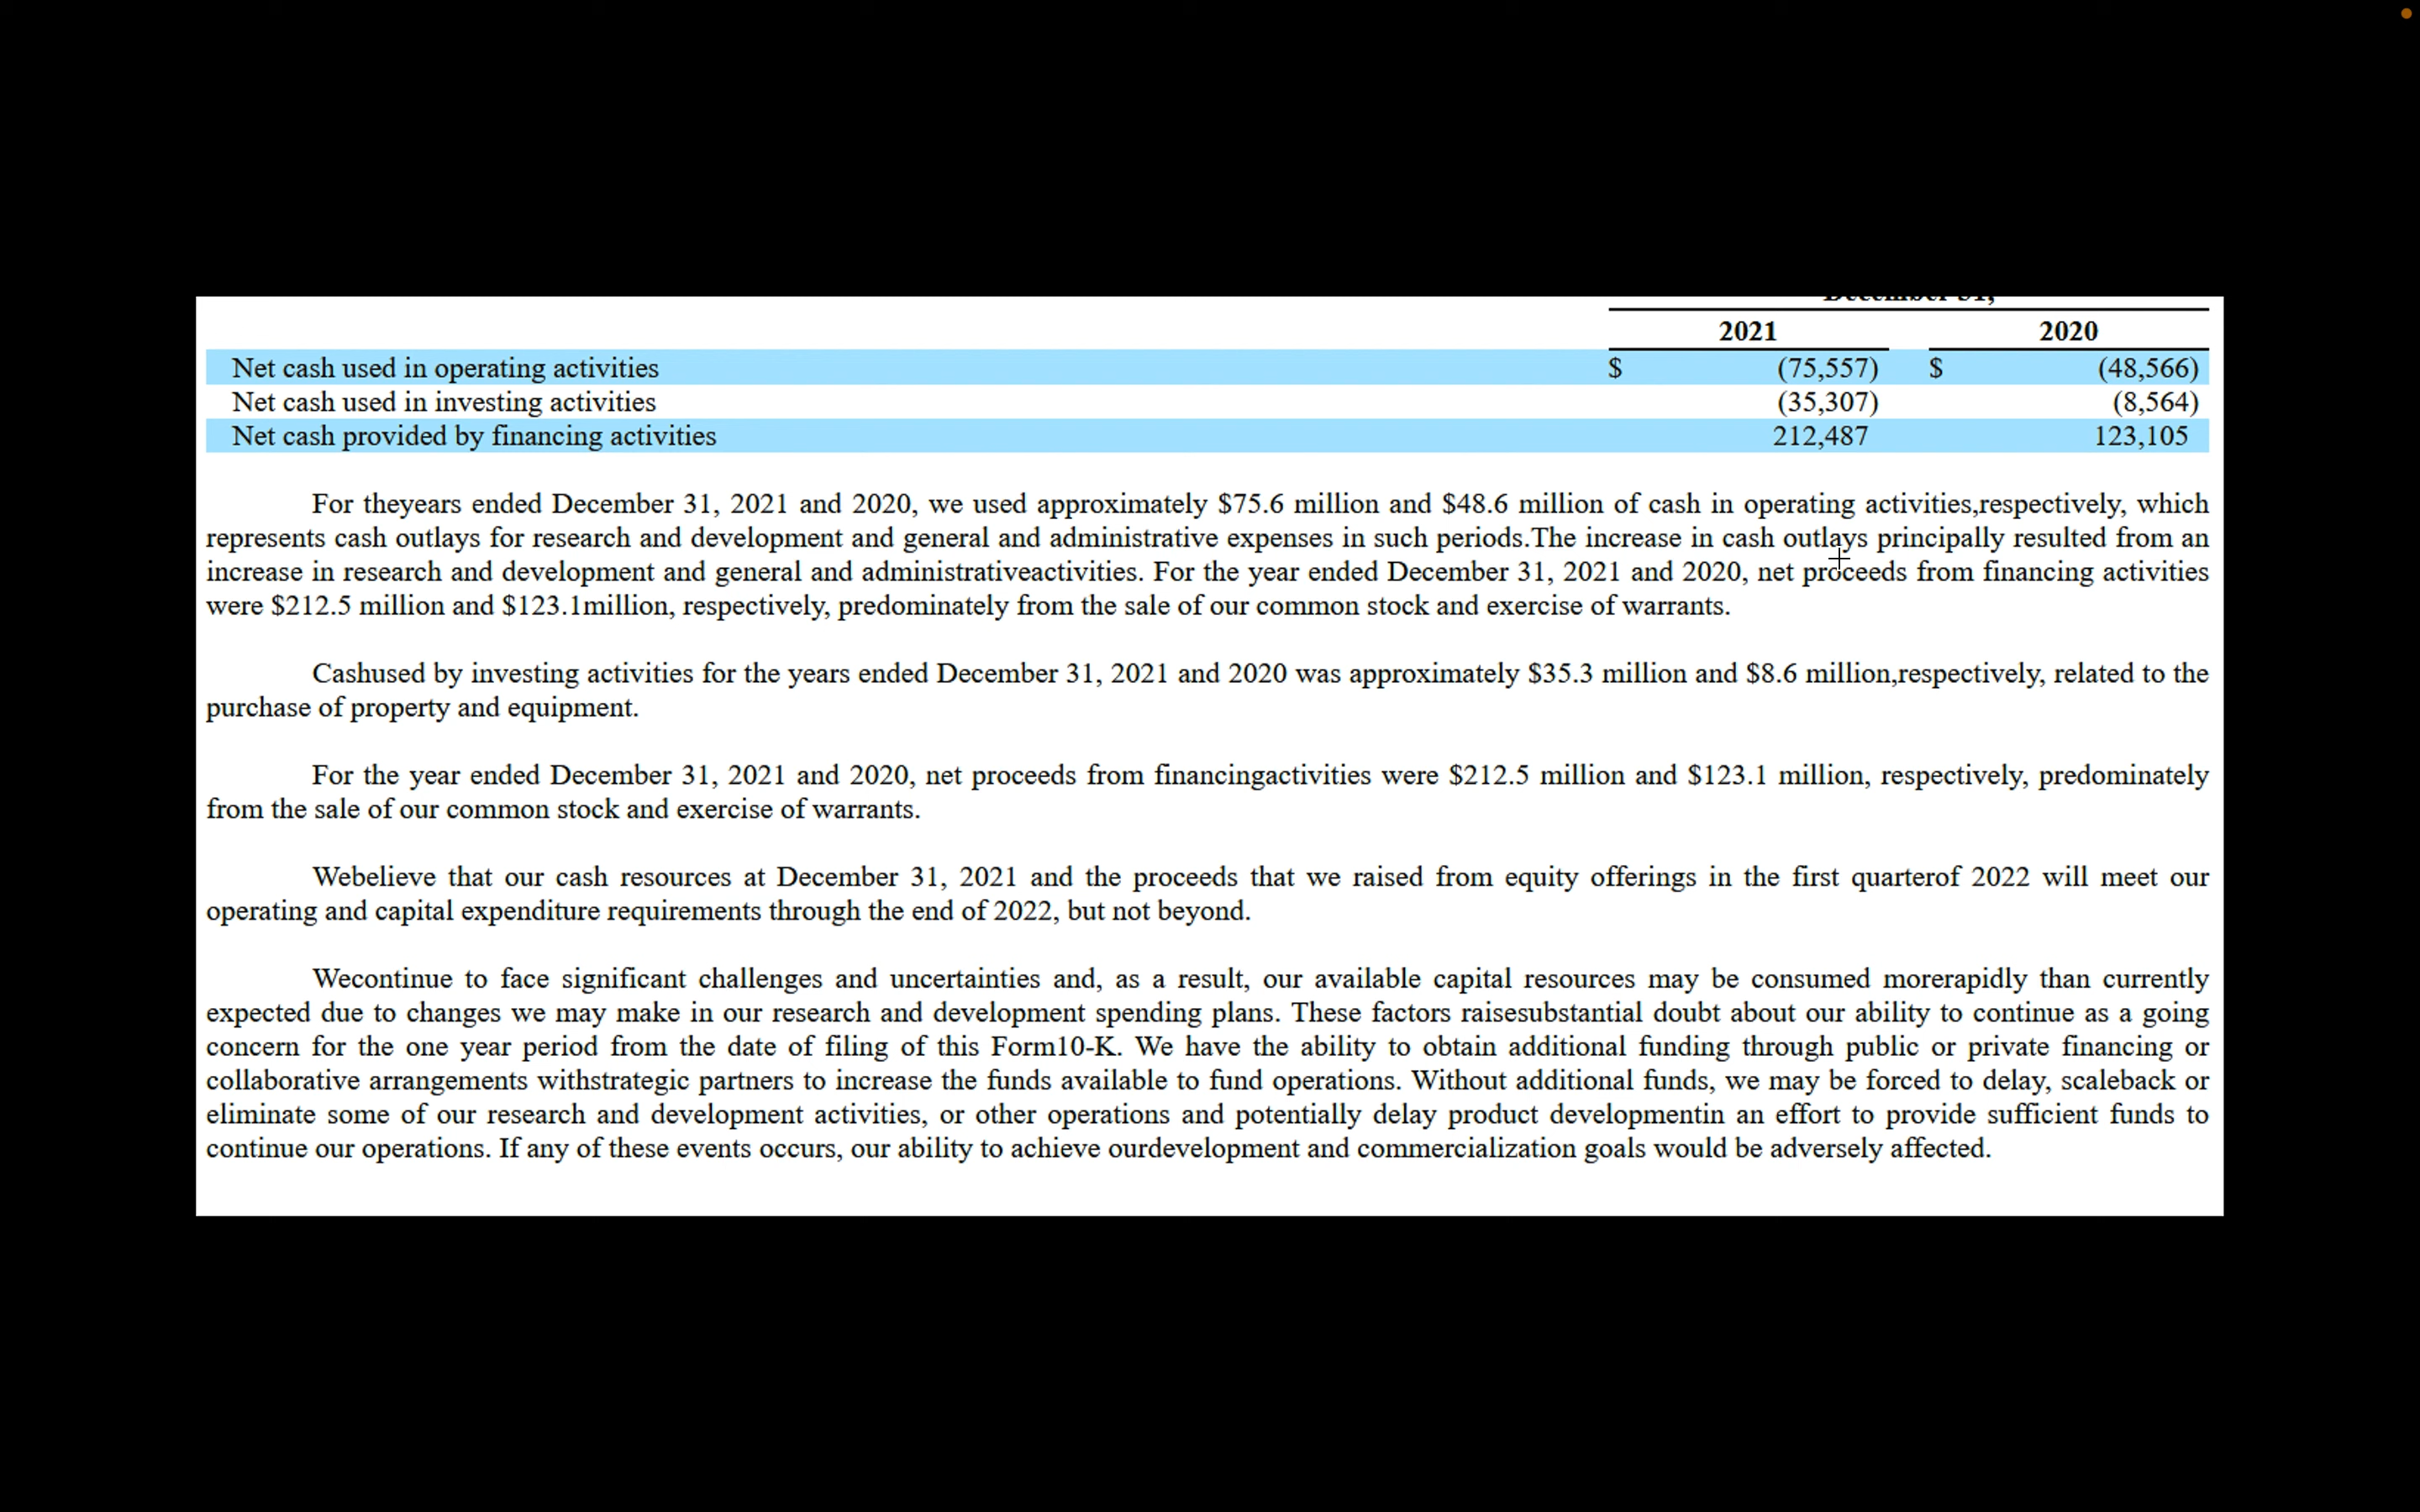 December 31,
2021 2020
Net cash used in operating activities $ (75,557) $ (48,566)
Net cash used in investing activities (35,307) (8,564)
Net cash provided by financing activities 212,487 123,105
For theyears ended December 31, 2021 and 2020, we used approximately $75.6 million and $48.6 million of cash in operating activities,respectively, which
represents cash outlays for research and development and general and administrative expenses in such periods.The increase in cash outlays principally resulted from an
increase in research and development and general and administrativeactivities. For the year ended December 31, 2021 and 2020, net proceeds from financing activities
were $212.5 million and $123.1million, respectively, predominately from the sale of our common stock and exercise of warrants.
Cashused by investing activities for the years ended December 31, 2021 and 2020 was approximately $35.3 million and $8.6 million,respectively, related to the
purchase of property and equipment.
For the year ended December 31, 2021 and 2020, net proceeds from financingactivities were $212.5 million and $123.1 million, respectively, predominately
from the sale of our common stock and exercise of warrants.
Webelieve that our cash resources at December 31, 2021 and the proceeds that we raised from equity offerings in the first quarterof 2022 will meet our
operating and capital expenditure requirements through the end of 2022, but not beyond.
Wecontinue to face significant challenges and uncertainties and, as a result, our available capital resources may be consumed morerapidly than currently
expected due to changes we may make in our research and development spending plans. These factors raisesubstantial doubt about our ability to continue as a going
concern for the one year period from the date of filing of this Form10-K. We have the ability to obtain additional funding through public or private financing or
collaborative arrangements withstrategic partners to increase the funds available to fund operations. Without additional funds, we may be forced to delay, scaleback or
eliminate some of our research and development activities, or other operations and potentially delay product developmentin an effort to provide sufficient funds to
continue our operations. If any of these events occurs, our ability to achieve ourdevelopment and commercialization goals would be adversely affected.